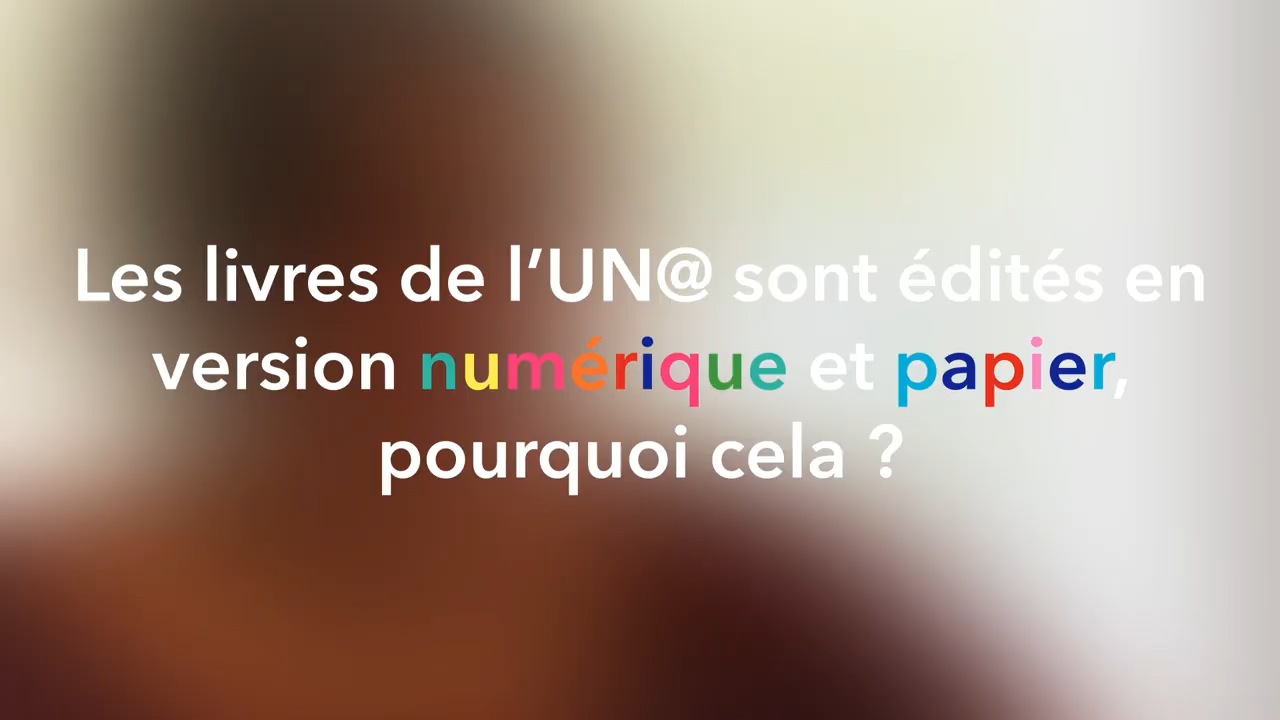 Les livres de l’UN@ sont édités en
version numérique et papier,
pourquoi cela ?